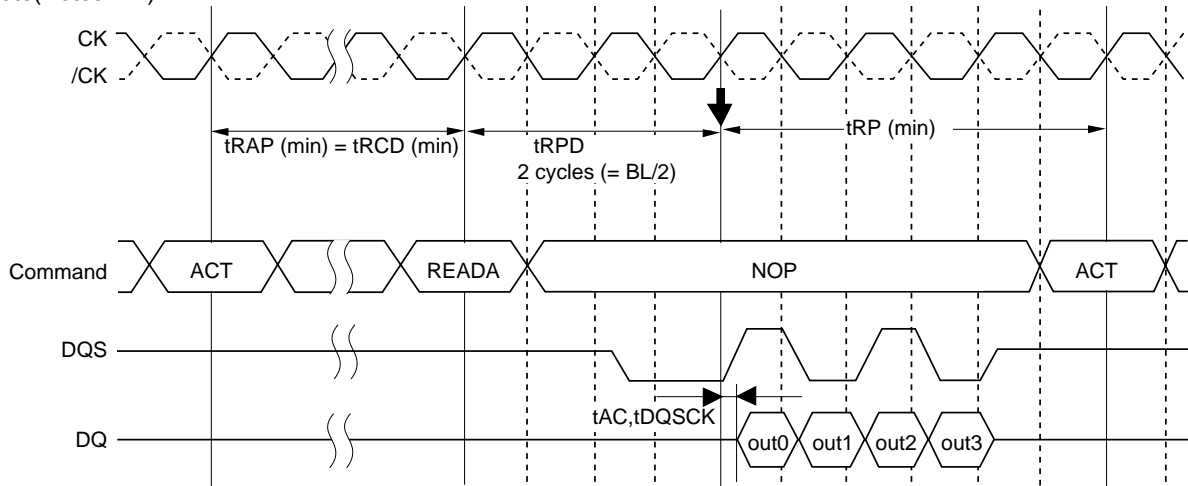 CK
/CK
tRAP (min) = tRCD (min)
tRPD
2 cycles (= BL/2)
tRP (min)
Command
ACT
READA
NOP
ACT
DQS
tAC,tDQSCK
DQ
out0
out1
out2
out3